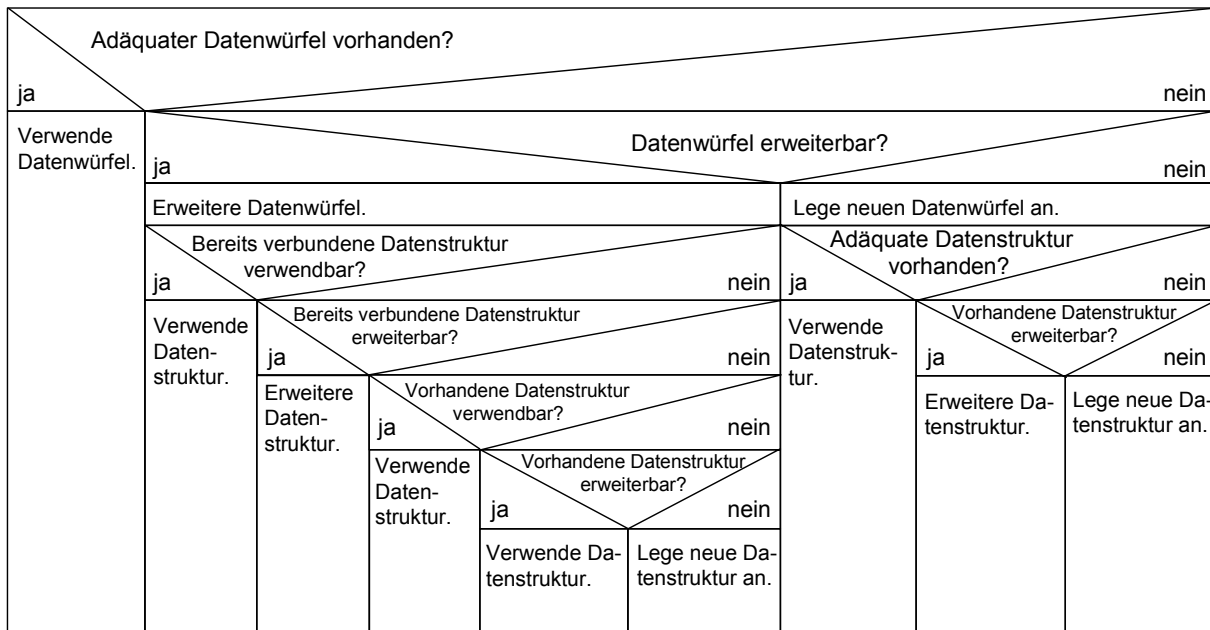 Adäquater Datenwürfel vorhanden?
ja
nein
Verwende
Datenwürfel.
Datenwürfel erweiterbar?
ja
nein
Erweitere Datenwürfel.
Lege neuen Datenwürfel an.
Bereits verbundene Datenstruktur
verwendbar?
ja
nein
Adäquate Datenstruktur
vorhanden?
ja
nein
Verwende
Daten-
struktur.
Bereits verbundene Datenstruktur
erweiterbar?
ja
nein
Verwende
Datenstruk-
tur.
Vorhandene Datenstruktur
erweiterbar?
ja
nein
Erweitere
Daten-
struktur.
Vorhandene Datenstruktur
verwendbar?
ja
nein
Erweitere Da-
tenstruktur.
Lege neue Da-
tenstruktur an.
Verwende
Daten-
struktur.
Vorhandene Datenstruktur
erweiterbar?
ja
nein
Verwende Da-
tenstruktur.
Lege neue Da-
tenstruktur an.